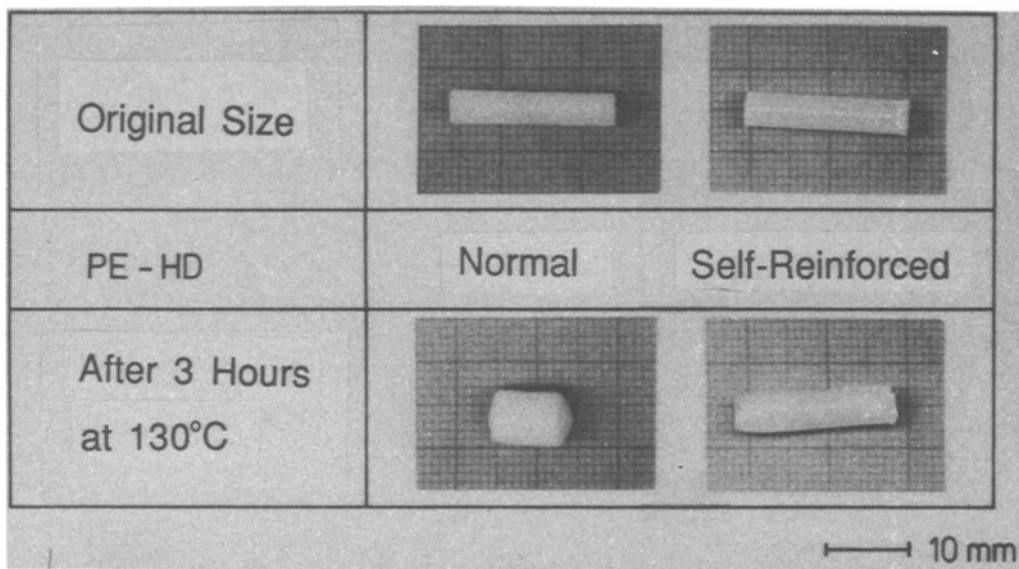 Original Size
PE-HD
Normal
Self-Reinforced
After 3 Hours
at 130°C
10 mm